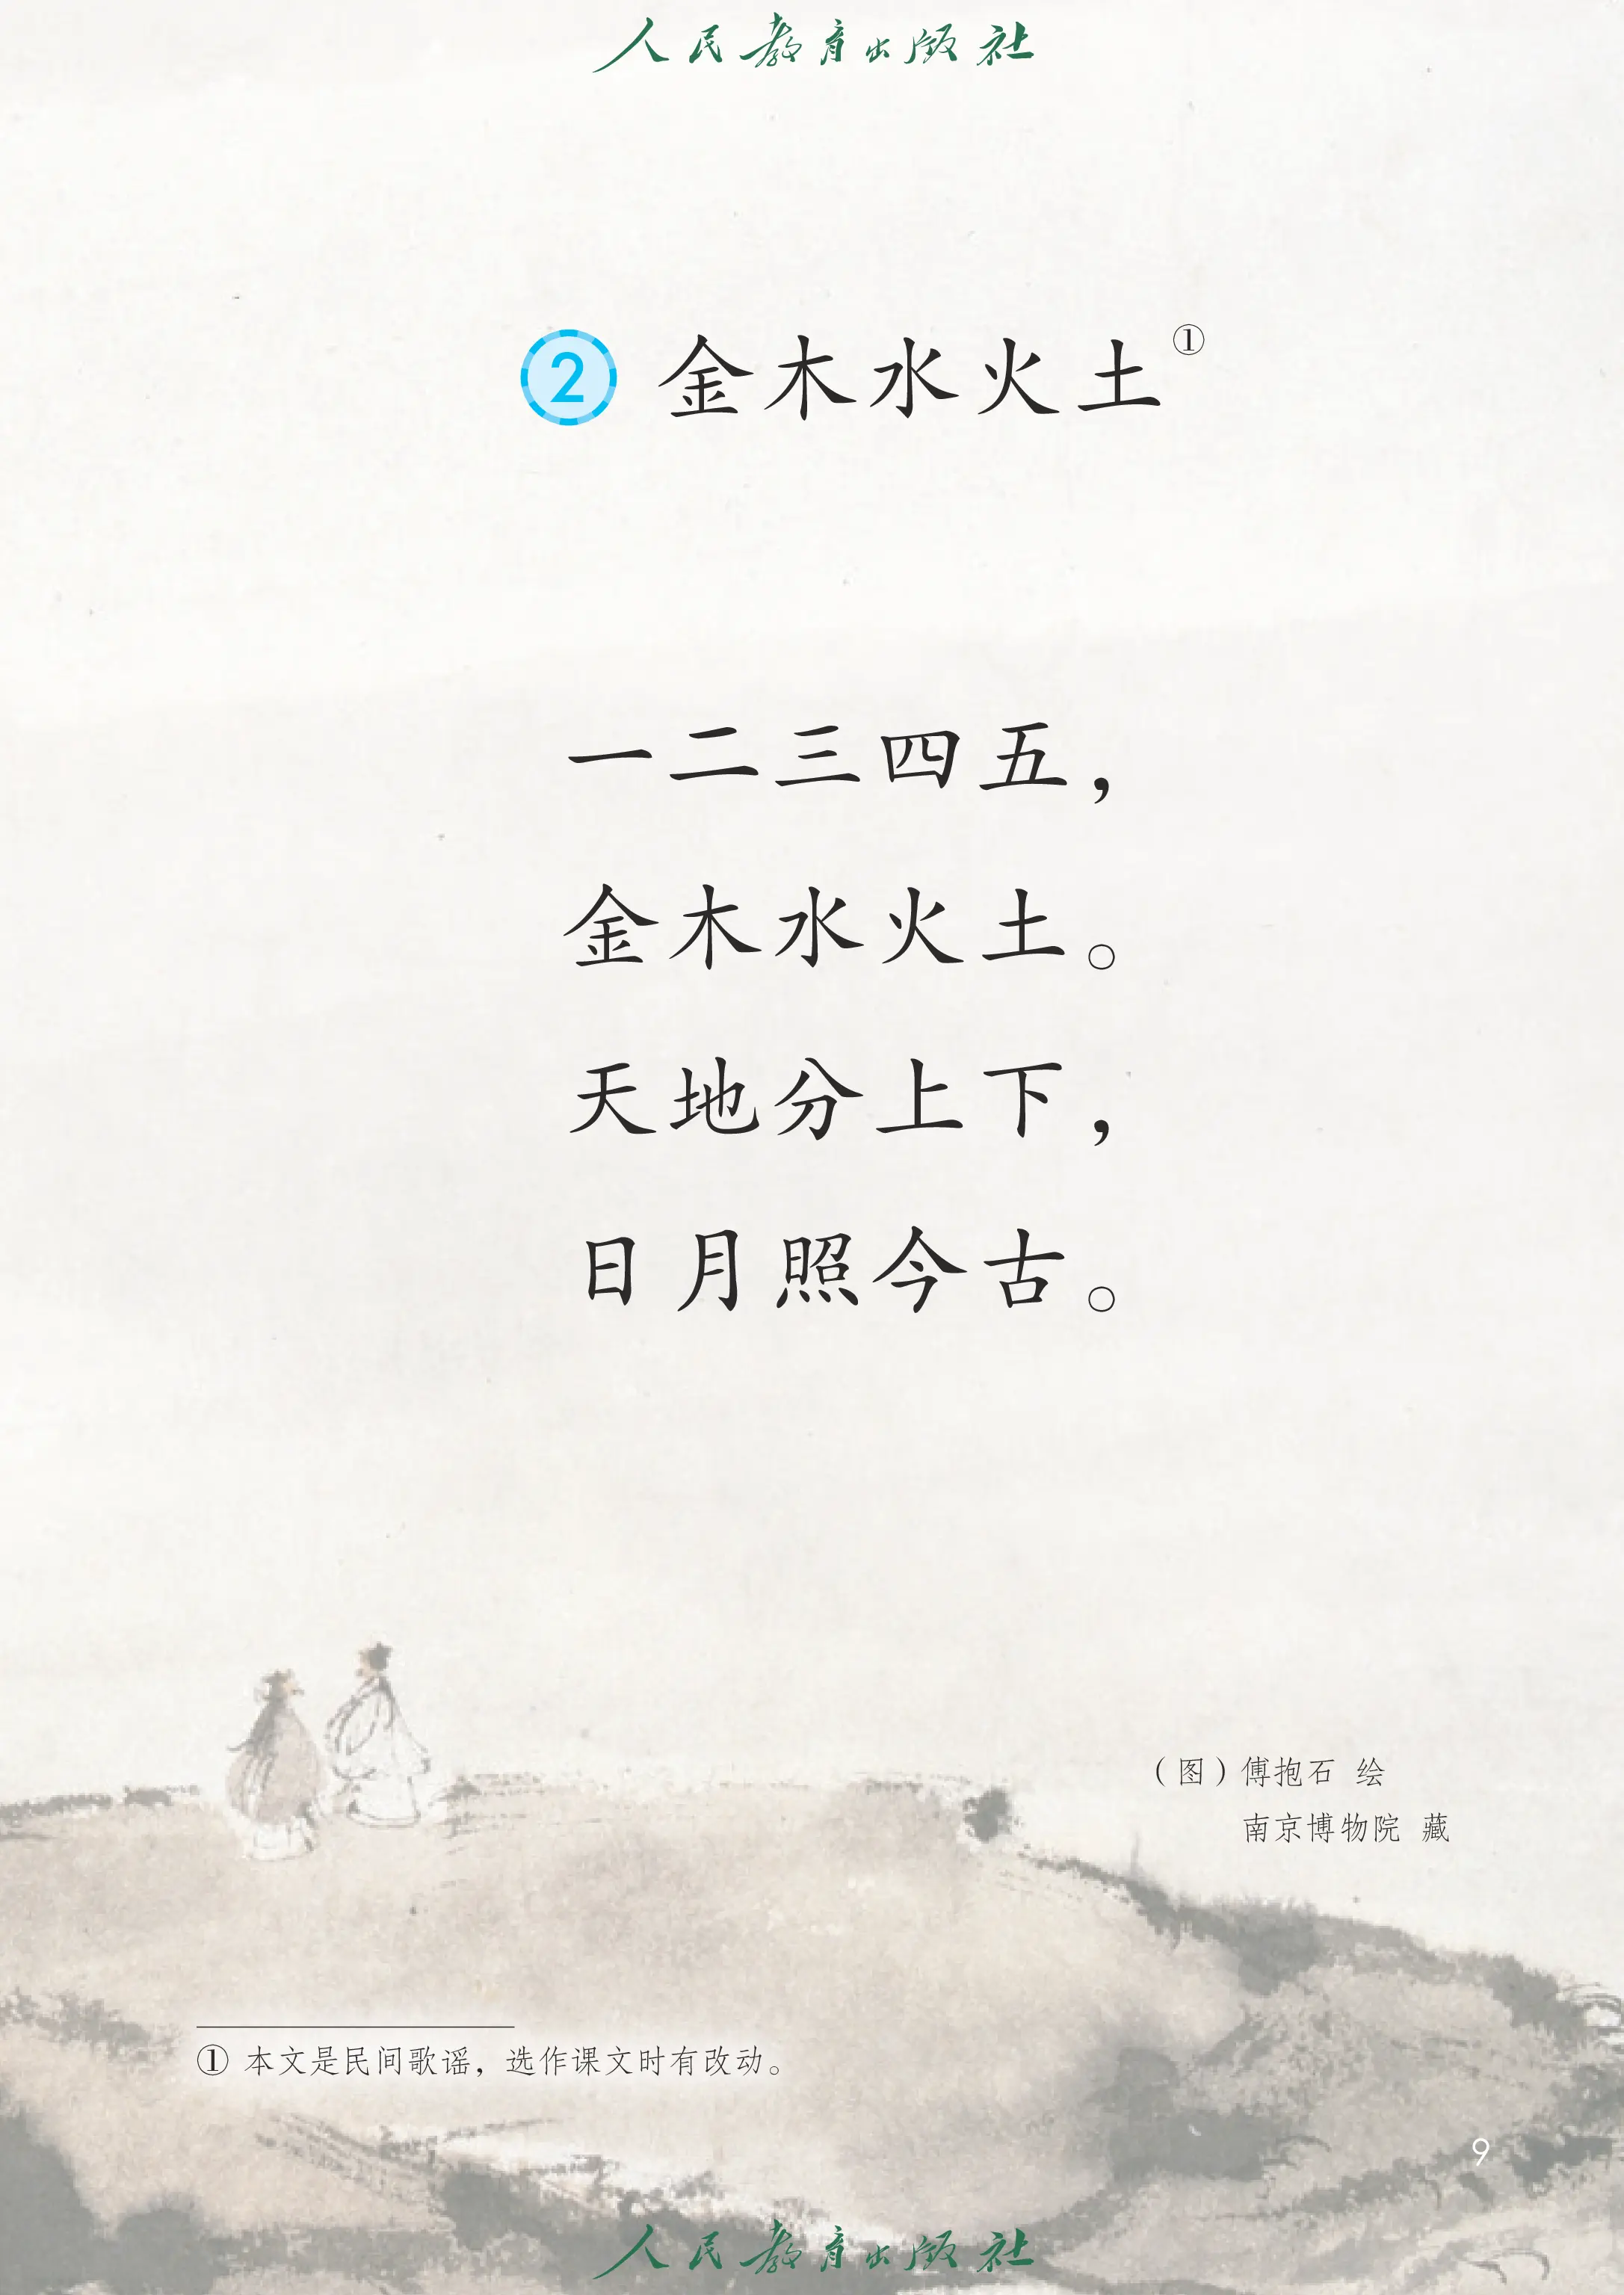 人民教育出版社
2 金木水火土①
一二三四五，
金木水火土。
天地分上下，
日月照今古。
（图）傅抱石 绘
南京博物院 藏
① 本文是民间歌谣，选作课文时有改动。
9
人民教育出版社